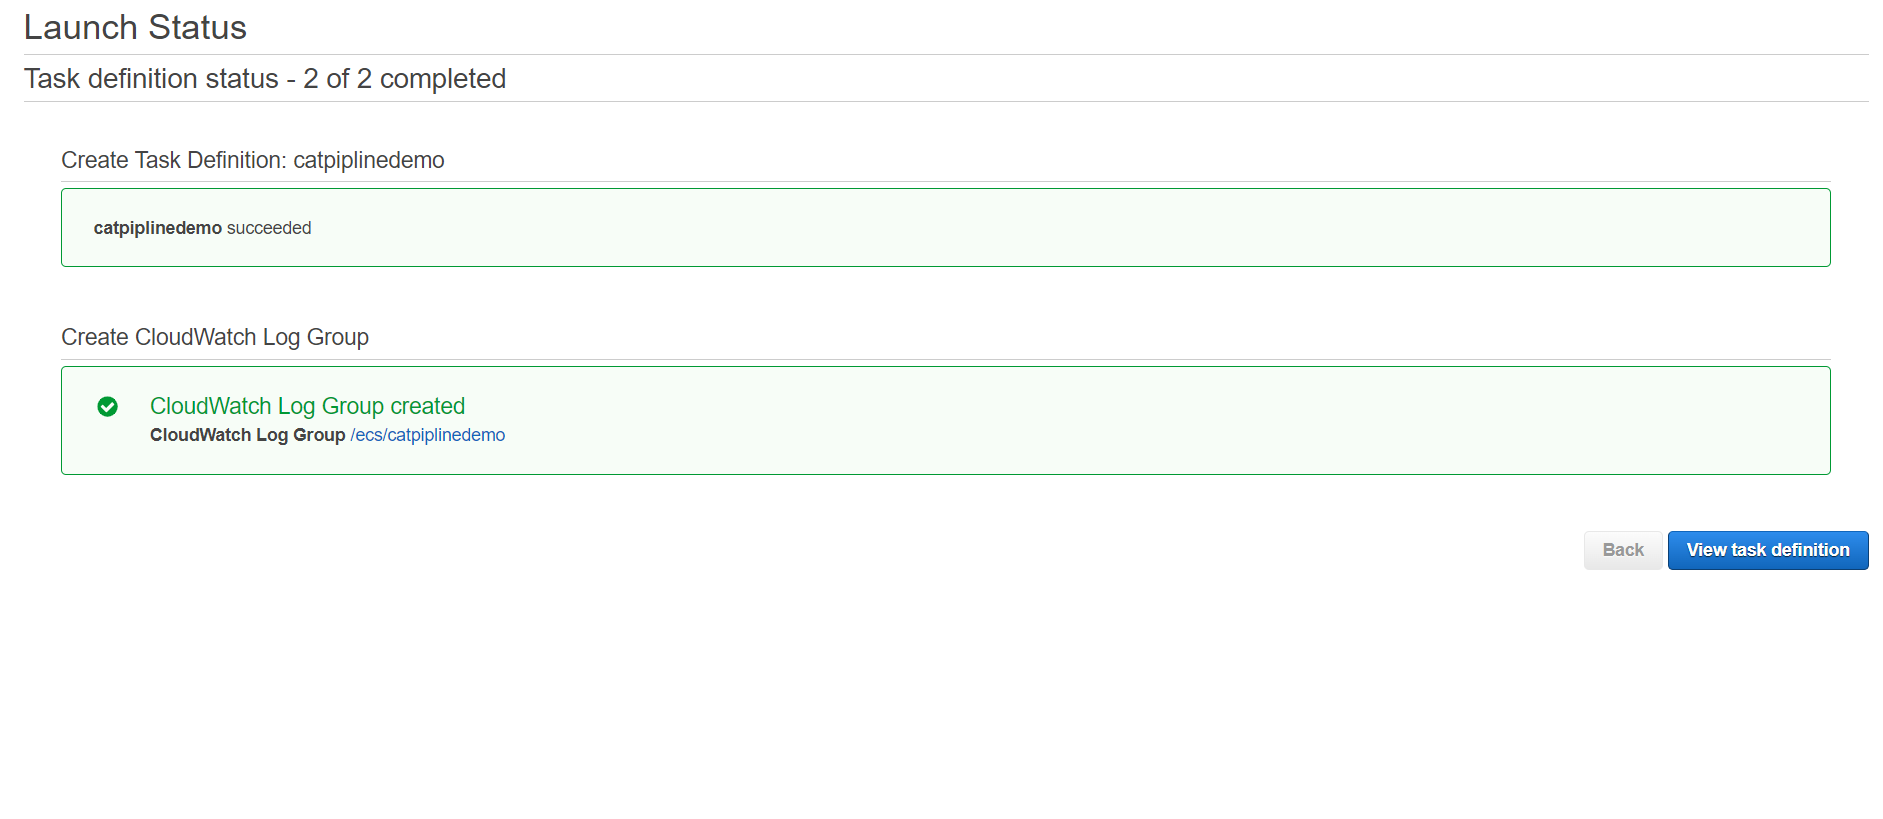 Launch Status
Task definition status - 2 of 2 completed
Create Task Definition: catpiplinedemo
catpiplinedemo succeeded
Create CloudWatch Log Group
CloudWatch Log Group created
CloudWatch Log Group /ecs/catpiplinedemo
Back View task definition